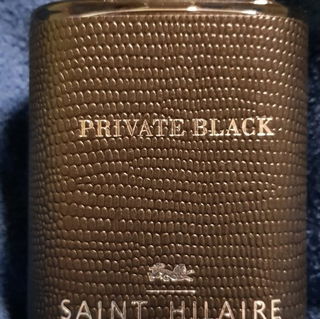 PRIVATE BLACK
SAINT HILAIRE